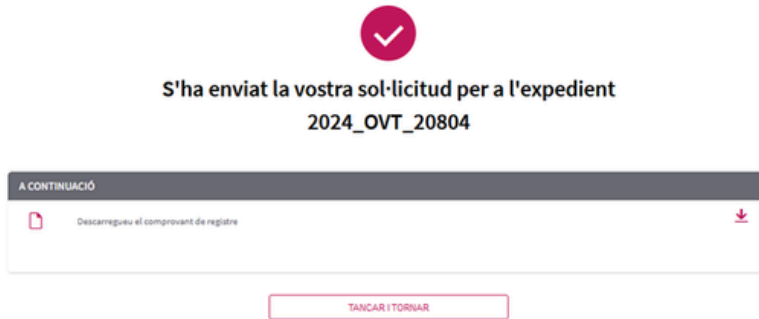 S'ha enviat la vostra sol·licitud per a l'expedient
2024_OVT_20804
A CONTINUACIÓ
Descarregueu el comprovant de registre
TANCAR I TORNAR